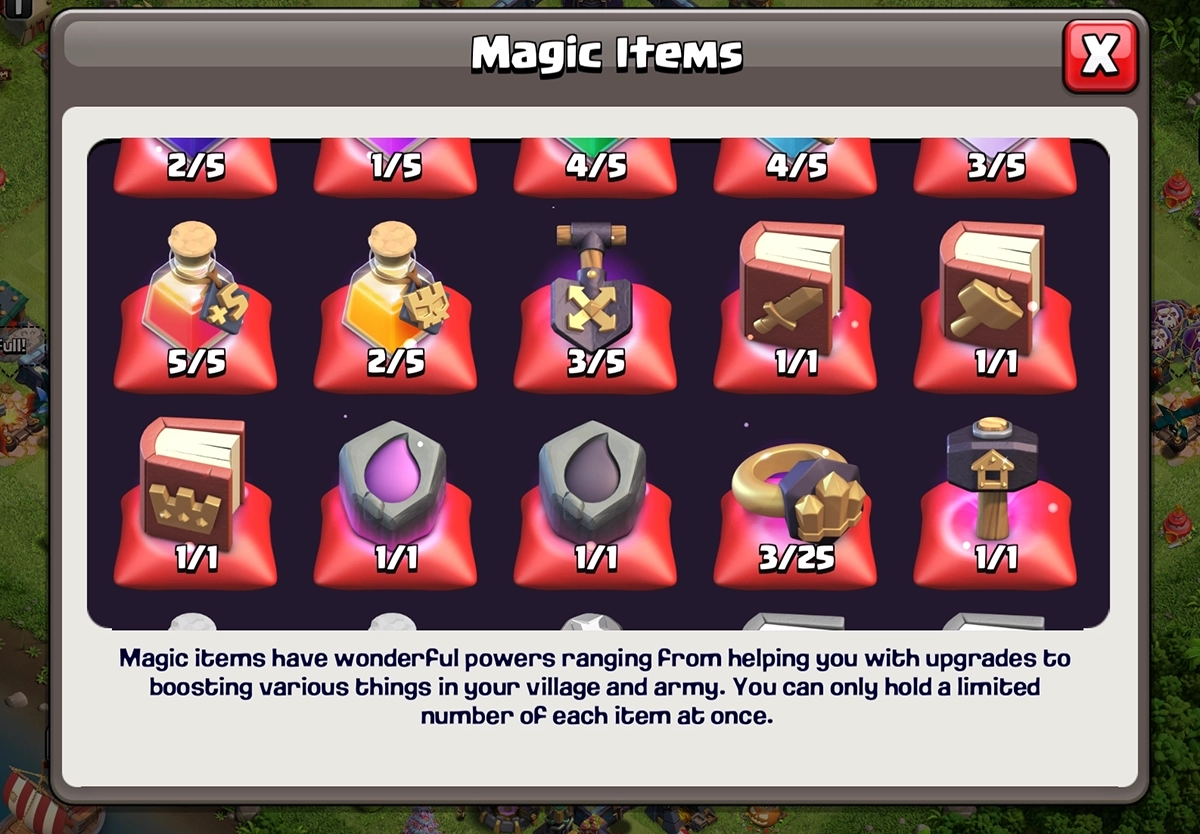 Magic Items
X
2/5 1/5 4/5 4/5 3/5
+5
5/5 2/5 3/5 1/1 1/1
Full!
1/1 1/1 1/1 3/25 1/1
Magic items have wonderful powers ranging from helping you with upgrades to
boosting various things in your village and army. You can only hold a limited
number of each item at once.